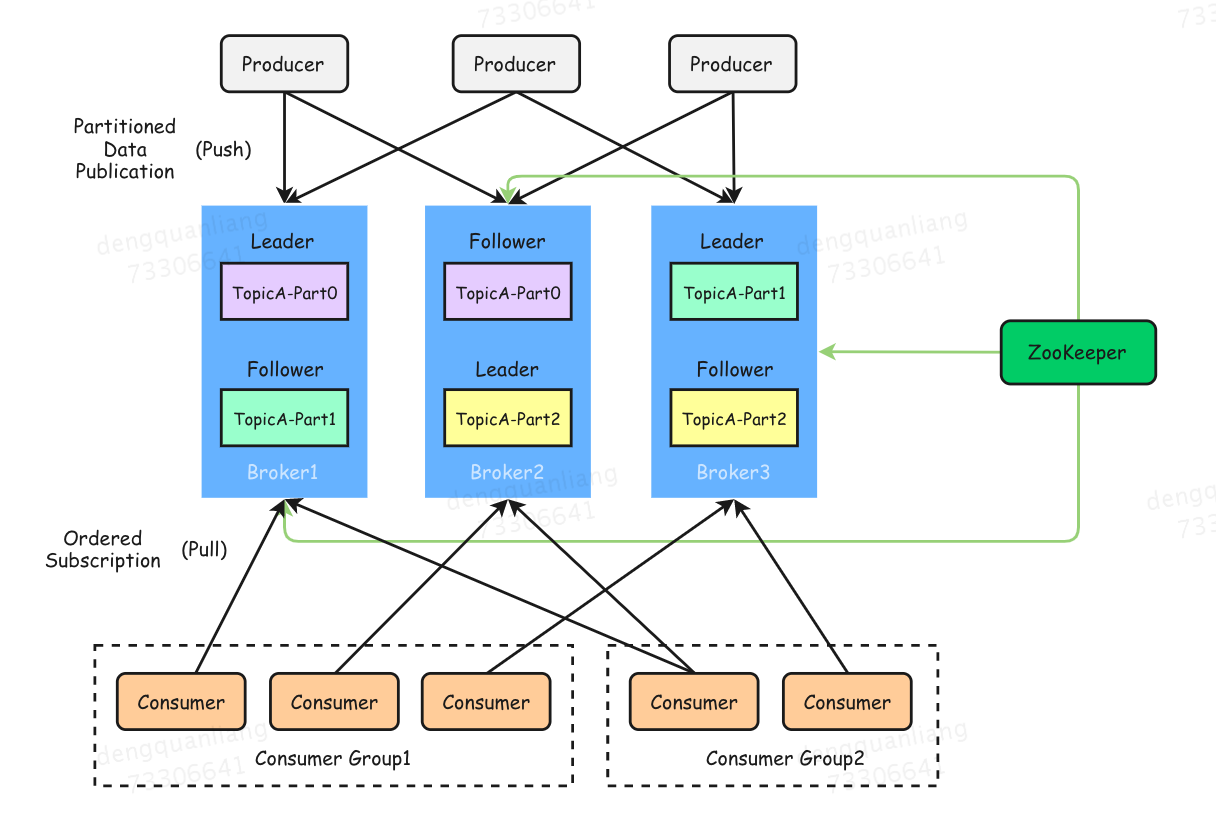 73306641
Producer
Producer
Producer
Partitioned
Data
Publication
(Push)
dengquanliang
73306641
dengquanliang
73306641
Leader
Follower
Leader
TopicA-Part0
TopicA-Part0
TopicA-Part1
ZooKeeper
Follower
Leader
Follower
TopicA-Part1
TopicA-Part2
TopicA-Part2
Broker1
Broker2
Broker3
dengquanliang
73306641
Ordered
Subscription
(Pull)
Consumer
Consumer
Consumer
Consumer
Consumer
Consumer Group1
Consumer Group2
dengquanliang
73306641
dengquanliang
73306641